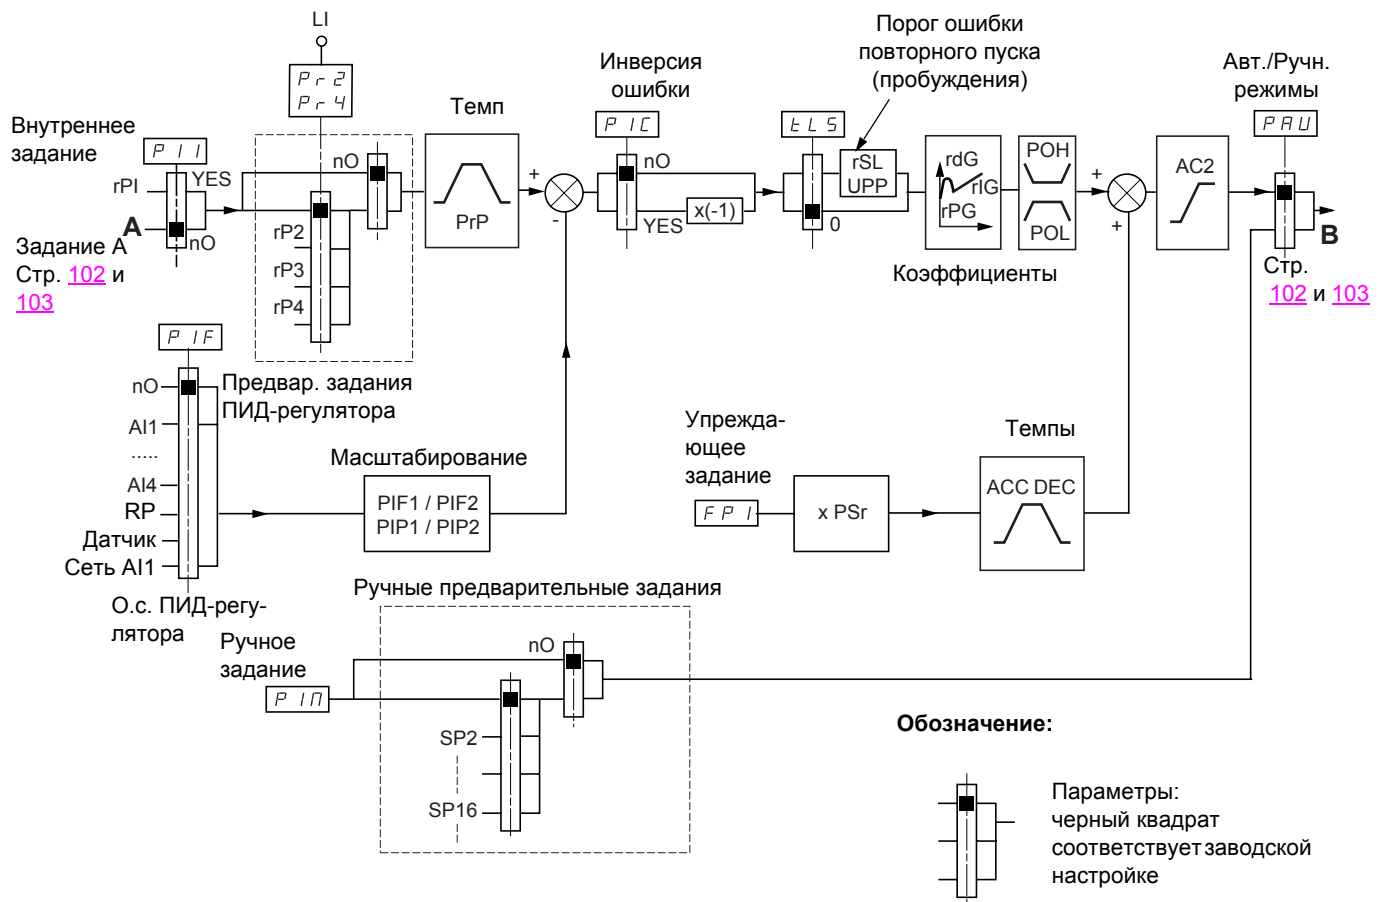 LI
Pr2
Pr4
Внутреннее
задание
PII
rPI
YES
A
nO
Задание A
Стр. 102 и
103
nO
rP2
rP3
rP4
Предвар. задания
ПИД-регулятора
Темп
PrP
+
-
Инверсия
ошибки
PIC
nO
YES
x(-1)
Порог ошибки
повторного пуска
(пробуждения)
tLS
rSL
UPP
0
rdG
rIG
rPG
POH
POL
Коэффициенты
+
+
AC2
Авт./Ручн.
режимы
PAU
B
Стр.
102 и 103
PIF
nO
AI1
.....
AI4
RP
Датчик
Сеть AI1
О.с. ПИД-регу-
лятора
Масштабирование
PIF1 / PIF2
PIP1 / PIP2
Упрежда-
ющее
задание
FPI
x PSr
Темпы
ACC DEC
Ручные предварительные задания
Ручное
задание
PIM
nO
SP2
SP16
Обозначение:
Параметры:
черный квадрат
соответствует заводской
настройке